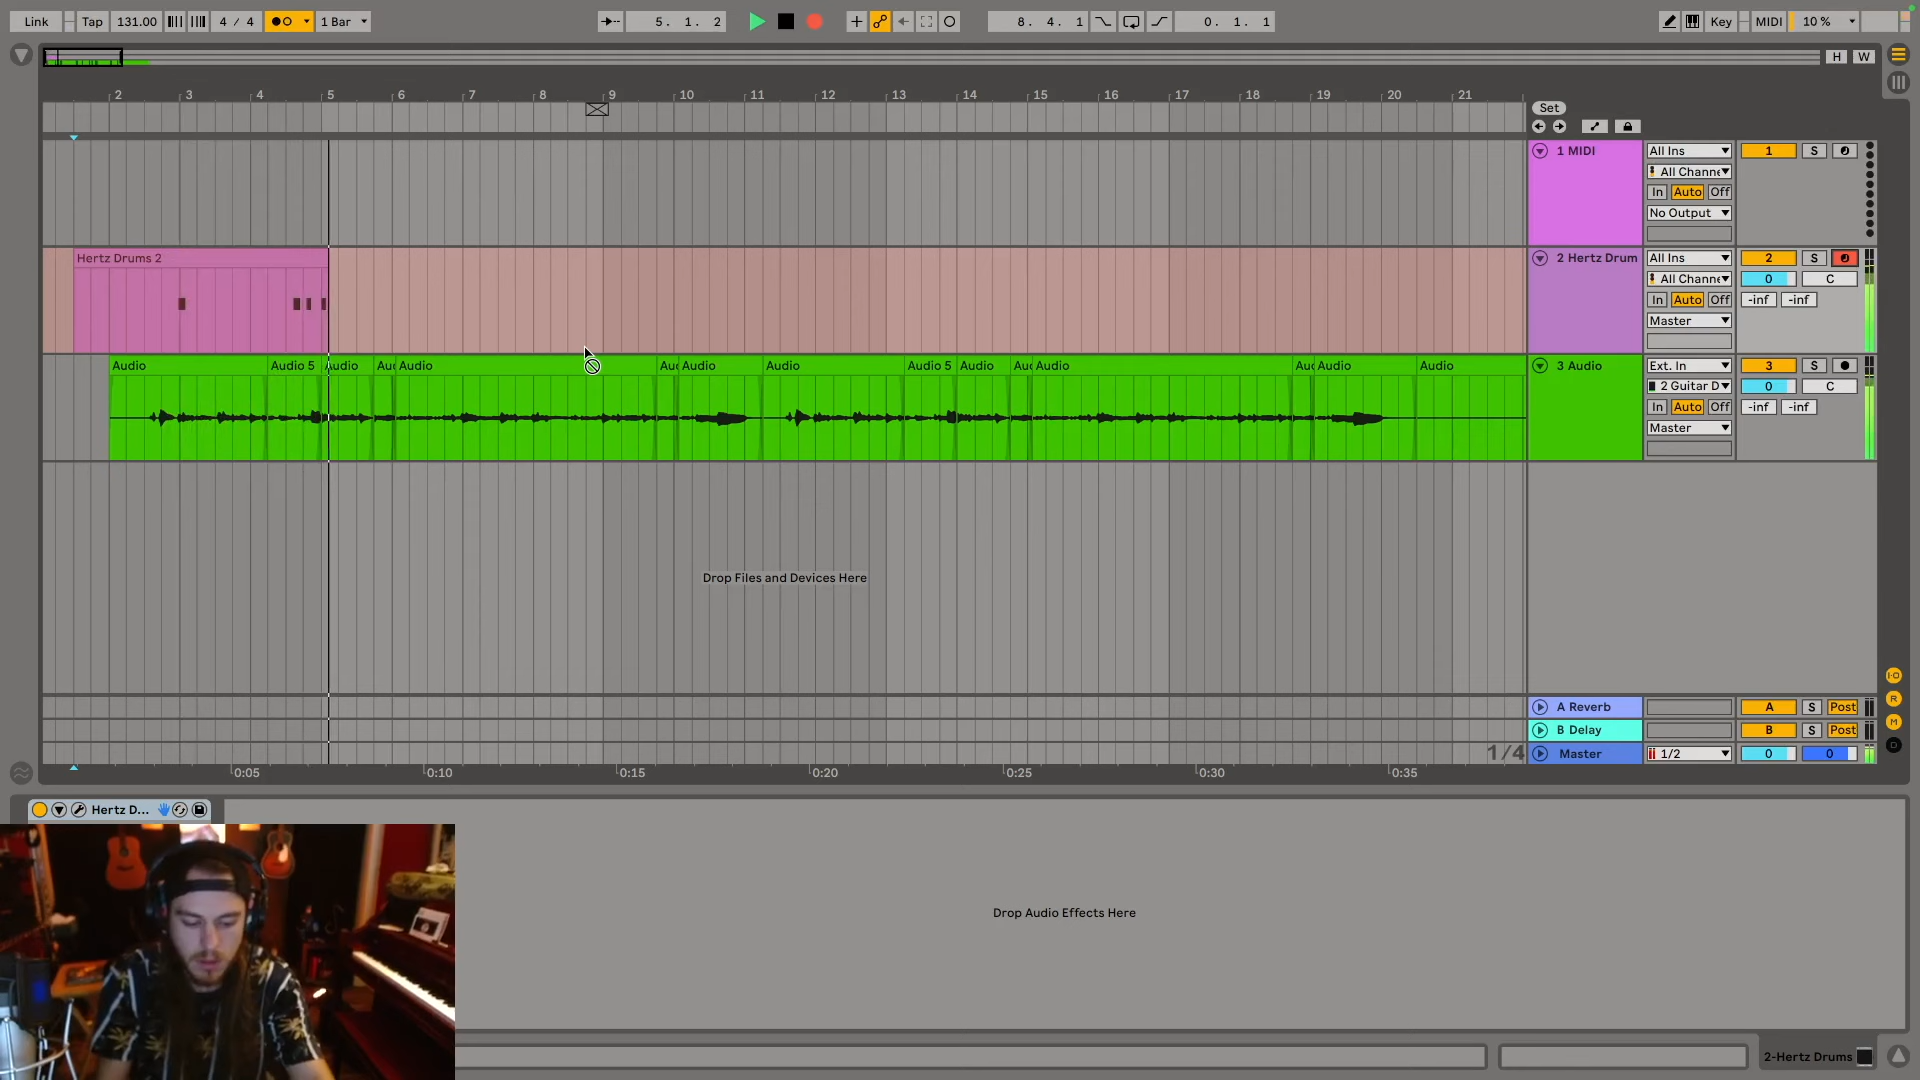 Link Tap 131.00 4 / 4 1 Bar 5. 1. 2 8. 4. 1 0. 1. 1 Key MIDI 10 %
H W
2 3 4 5 6 7 8 9 10 11 12 13 14 15 16 17 18 19 20 21
Set
1 MIDI All Ins 1 S
All Channe
In Auto Off
No Output
Hertz Drums 2 2 Hertz Drum All Ins 2 S
All Channe 0 C
In Auto Off -inf -inf
Master
Audio Audio 5 Audio Auc Audio Auc Audio Audio Audio 5 Audio Auc Audio Auc Audio Audio 3 Audio Ext. In 3 S
2 Guitar D 0 C
In Auto Off -inf -inf
Master
Drop Files and Devices Here
A Reverb A S Post
B Delay B S Post
1/4 Master 1/2 0 0
0:05 0:10 0:15 0:20 0:25 0:30 0:35
Hertz D...
Drop Audio Effects Here
2-Hertz Drums